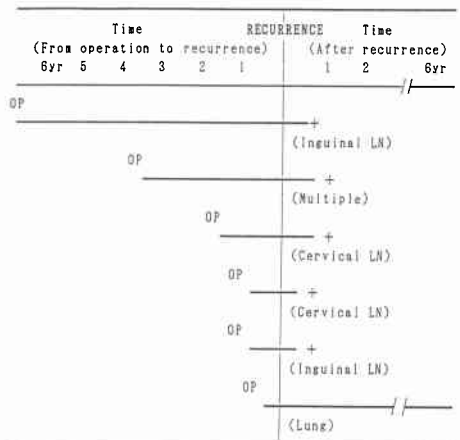 Time RECURRENCE Time
(From operation to recurrence) (After recurrence)
6yr 5 4 3 2 1 1 2 6yr
OP
+
(Inguinal LN)
OP
+
(Multiple)
OP
+
(Cervical LN)
OP
+
(Cervical LN)
OP
+
(Inguinal LN)
OP
(Lung)